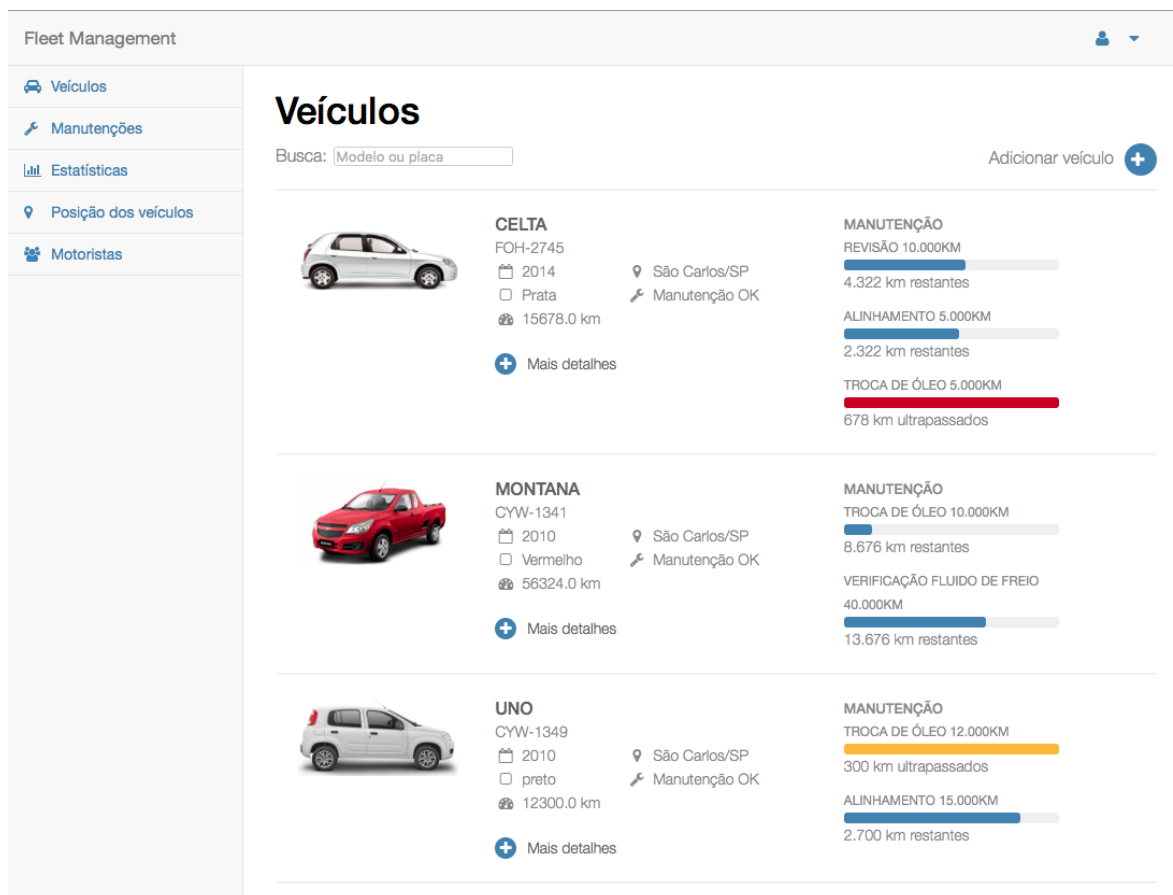 Fleet Management
Veículos
Manutenções
Estatísticas
Posição dos veículos
Motoristas
Veículos
Busca: Modelo ou placa
Adicionar veículo
CELTA
FOH-2745
2014
São Carlos/SP
Prata
Manutenção OK
15678.0 km
Mais detalhes
MANUTENÇÃO
REVISÃO 10.000KM
4.322 km restantes
ALINHAMENTO 5.000KM
2.322 km restantes
TROCA DE ÓLEO 5.000KM
678 km ultrapassados
MONTANA
CYW-1341
2010
São Carlos/SP
Vermelho
Manutenção OK
56324.0 km
Mais detalhes
MANUTENÇÃO
TROCA DE ÓLEO 10.000KM
8.676 km restantes
VERIFICAÇÃO FLUIDO DE FREIO
40.000KM
13.676 km restantes
UNO
CYW-1349
2010
São Carlos/SP
preto
Manutenção OK
12300.0 km
Mais detalhes
MANUTENÇÃO
TROCA DE ÓLEO 12.000KM
300 km ultrapassados
ALINHAMENTO 15.000KM
2.700 km restantes